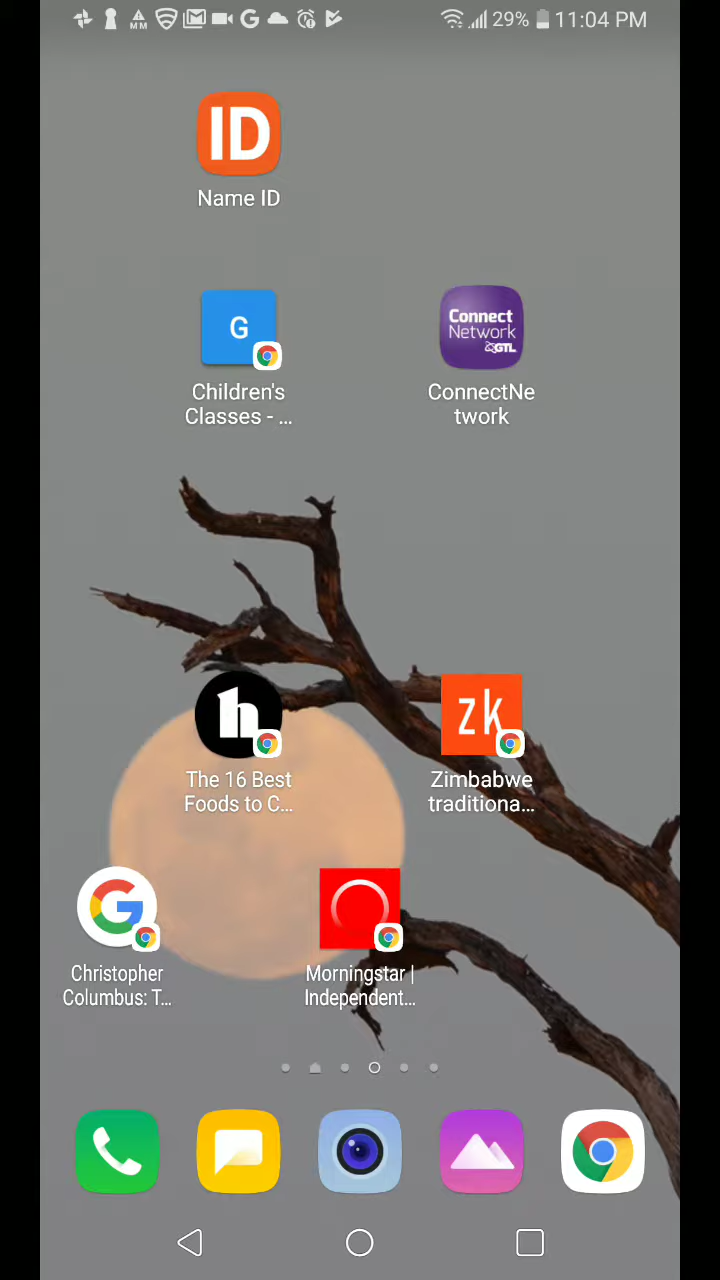 MM
29% 11:04 PM
ID
Name ID
G
Children's
Classes - ...
Connect
Network
GTL
ConnectNe
twork
h
The 16 Best
Foods to C...
zk
Zimbabwe
traditiona...
Christopher
Columbus: T...
Morningstar |
Independent...